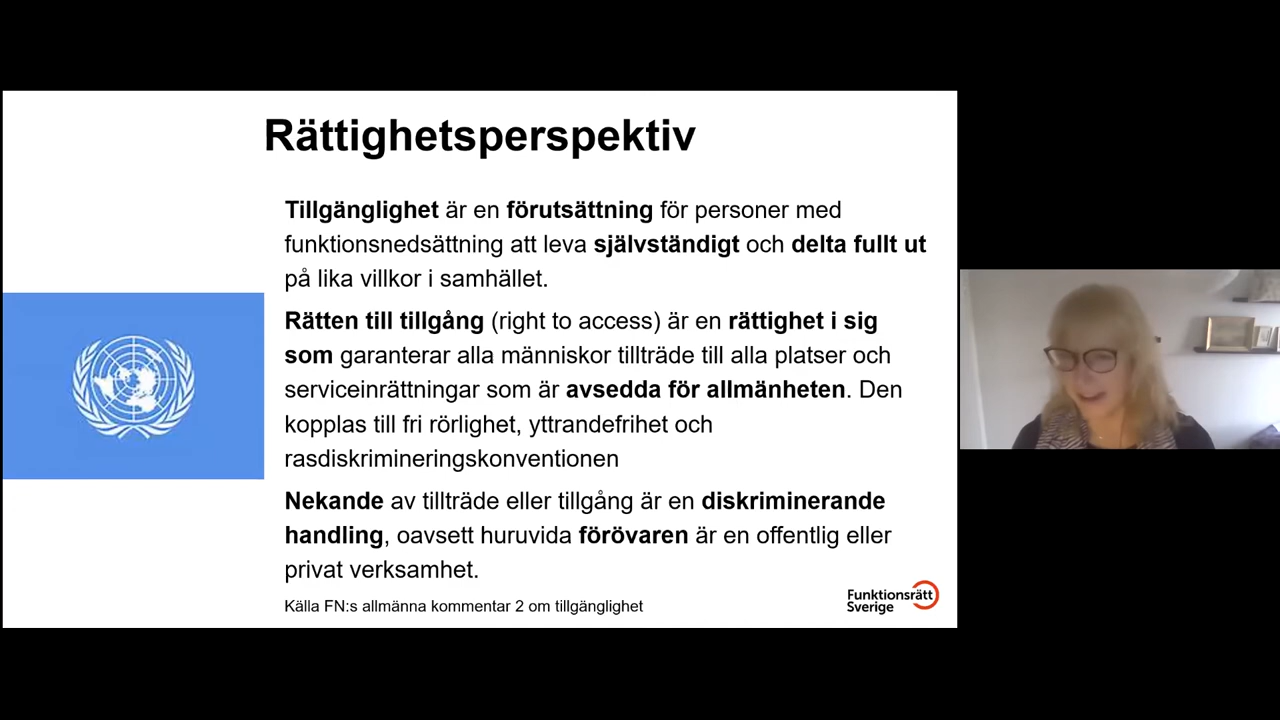 Rättighetsperspektiv
Tillgänglighet är en förutsättning för personer med
funktionsnedsättning att leva självständigt och delta fullt ut
på lika villkor i samhället.
Rätten till tillgång (right to access) är en rättighet i sig
som garanterar alla människor tillträde till alla platser och
serviceinrättningar som är avsedda för allmänheten. Den
kopplas till fri rörlighet, yttrandefrihet och
rasdiskrimineringskonventionen
Nekande av tillträde eller tillgång är en diskriminerande
handling, oavsett huruvida förövaren är en offentlig eller
privat verksamhet.
Källa FN:s allmänna kommentar 2 om tillgänglighet
Funktionsrätt
Sverige